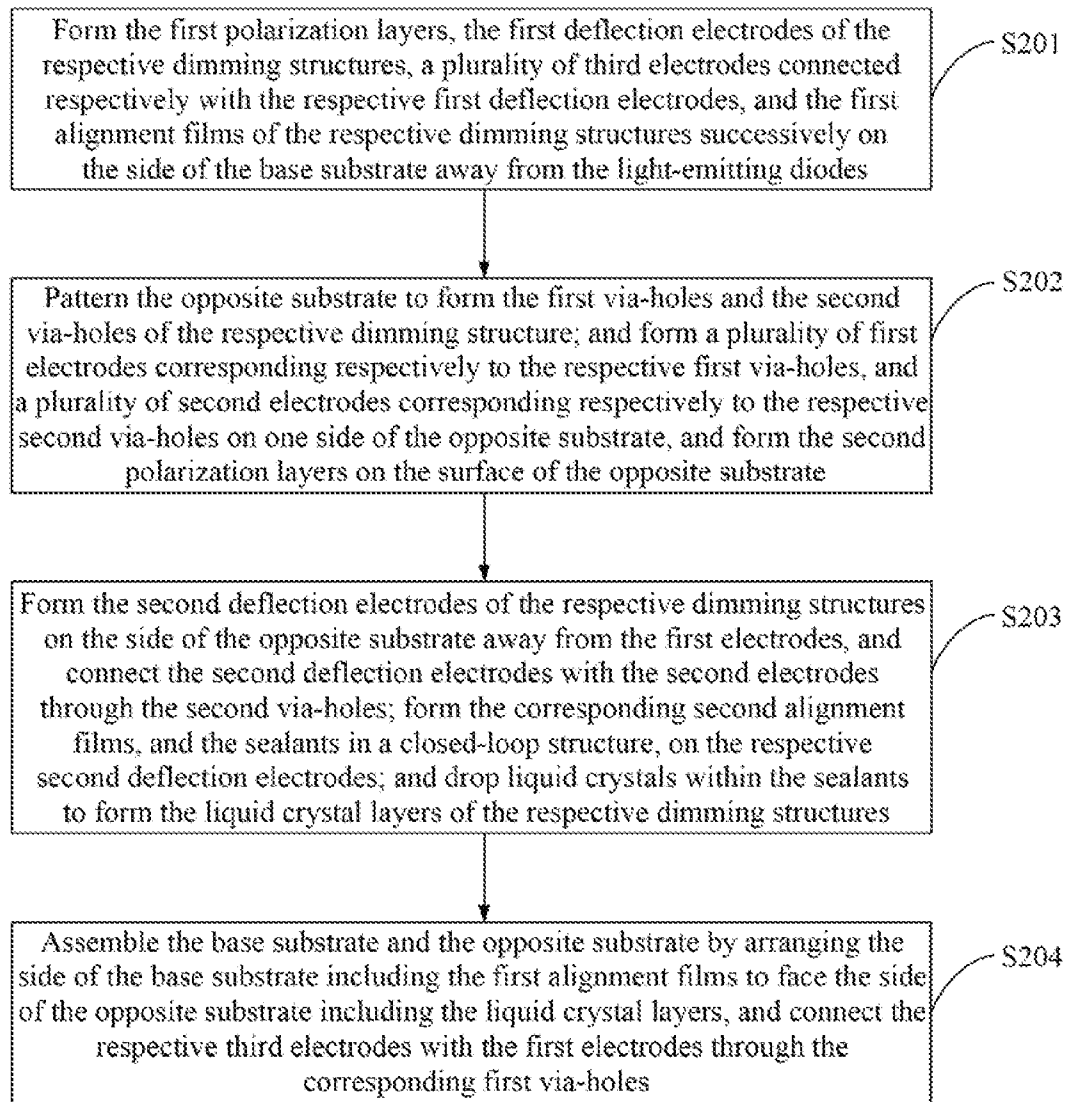 Form the first polarization layers, the first deflection electrodes of the
respective dimming structures, a plurality of third electrodes connected
respectively with the respective first deflection electrodes, and the first
alignment films of the respective dimming structures successively on
the side of the base substrate away from the light-emitting diodes
S201
Pattern the opposite substrate to form the first via-holes and the second
via-holes of the respective dimming structure; and form a plurality of first
electrodes corresponding respectively to the respective first via-holes, and
a plurality of second electrodes corresponding respectively to the respective
second via-holes on one side of the opposite substrate, and form the second
polarization layers on the surface of the opposite substrate
S202
Form the second deflection electrodes of the respective dimming structures
on the side of the opposite substrate away from the first electrodes, and
connect the second deflection electrodes with the second electrodes
through the second via-holes; form the corresponding second alignment
films, and the sealants in a closed-loop structure, on the respective
second deflection electrodes; and drop liquid crystals within the sealants
to form the liquid crystal layers of the respective dimming structures
S203
Assemble the base substrate and the opposite substrate by arranging the
side of the base substrate including the first alignment films to face the side
of the opposite substrate including the liquid crystal layers, and connect the
respective third electrodes with the first electrodes through the
corresponding first via-holes
S204